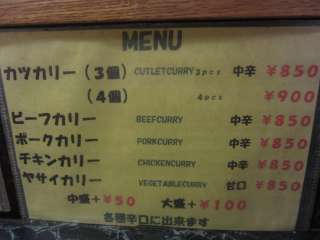 MENU
カツカリー (3個) CUTLETCURRY 3pcs 中辛 ¥850
(4個) 4pcs ¥900
ビーフカリー BEEFCURRY 中辛 ¥850
ポークカリー PORKCURRY 中辛 ¥850
チキンカリー CHICKENCURRY 中辛 ¥850
ヤサイカリー VEGETABLECURRY 甘口 ¥850
中盛+¥50 大盛+¥100
各種辛口に出来ます